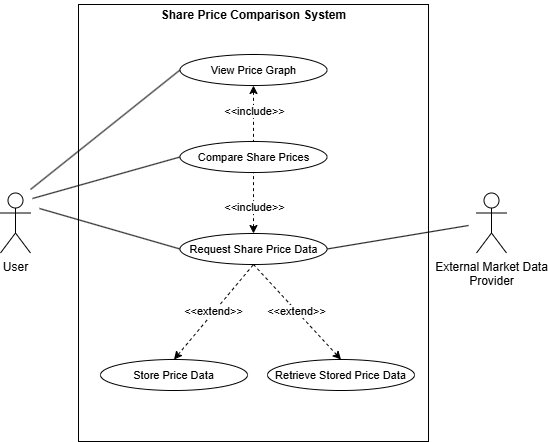 Share Price Comparison System
View Price Graph
<<include>>
Compare Share Prices
<<include>>
Request Share Price Data
User
External Market Data
Provider
<<extend>>
<<extend>>
Store Price Data
Retrieve Stored Price Data